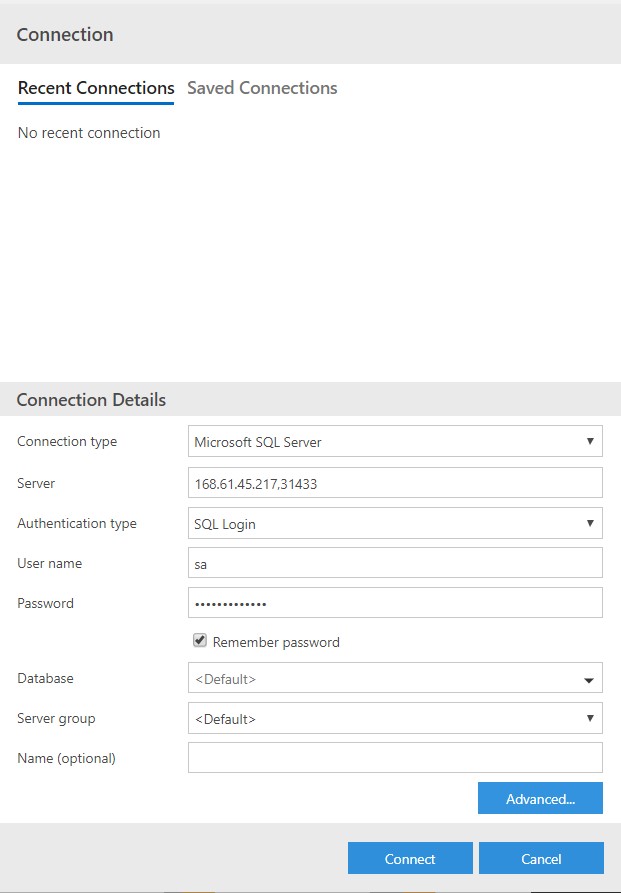 Connection
Recent Connections Saved Connections
No recent connection
Connection Details
Connection type Microsoft SQL Server
Server 168.61.45.217,31433
Authentication type SQL Login
User name sa
Password •••••••••••••
Remember password
Database <Default>
Server group <Default>
Name (optional)
Advanced...
Connect Cancel